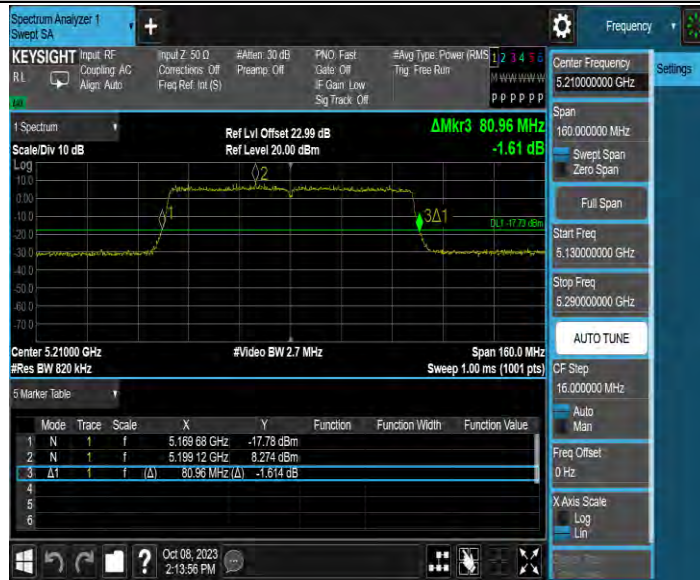 Spectrum Analyzer 1
Swept SA
+
Frequency
KEYSIGHT Input: RF Input Z: 50 Ω #Atten: 30 dB PNO: Fast #Avg Type: Power (RMS 1 2 3 4 5 6
RL Coupling: AC Corrections: Off Preamp: Off Gate: Off Trig: Free Run M W W W W W
Align: Auto Freq Ref: Int (S) IF Gain: Low
Sig Track: Off P P P P P P
Center Frequency
5.210000000 GHz
Settings
1 Spectrum
Ref Lvl Offset 22.99 dB
ΔMkr3 80.96 MHz
Scale/Div 10 dB
Ref Level 20.00 dBm
-1.61 dB
Span
160.000000 MHz
Swept Span
Zero Span
Full Span
Start Freq
5.130000000 GHz
Stop Freq
5.290000000 GHz
AUTO TUNE
CF Step
16.000000 MHz
Auto
Man
Freq Offset
0 Hz
X Axis Scale
Log
Lin
Log
10.0
0.00
-10.0
-20.0
-30.0
-40.0
-50.0
-60.0
-70.0
1
2
3Δ1
DL1 -17.73 dBm
Center 5.21000 GHz #Video BW 2.7 MHz Span 160.0 MHz
#Res BW 820 kHz Sweep 1.00 ms (1001 pts)
5 Marker Table
Mode Trace Scale X Y Function Function Width Function Value
1 N 1 f 5.169 68 GHz -17.78 dBm
2 N 1 f 5.199 12 GHz 8.274 dBm
3 Δ1 1 f (Δ) 80.96 MHz (Δ) -1.614 dB
4
5
6
?
Oct 08, 2023
2:13:56 PM